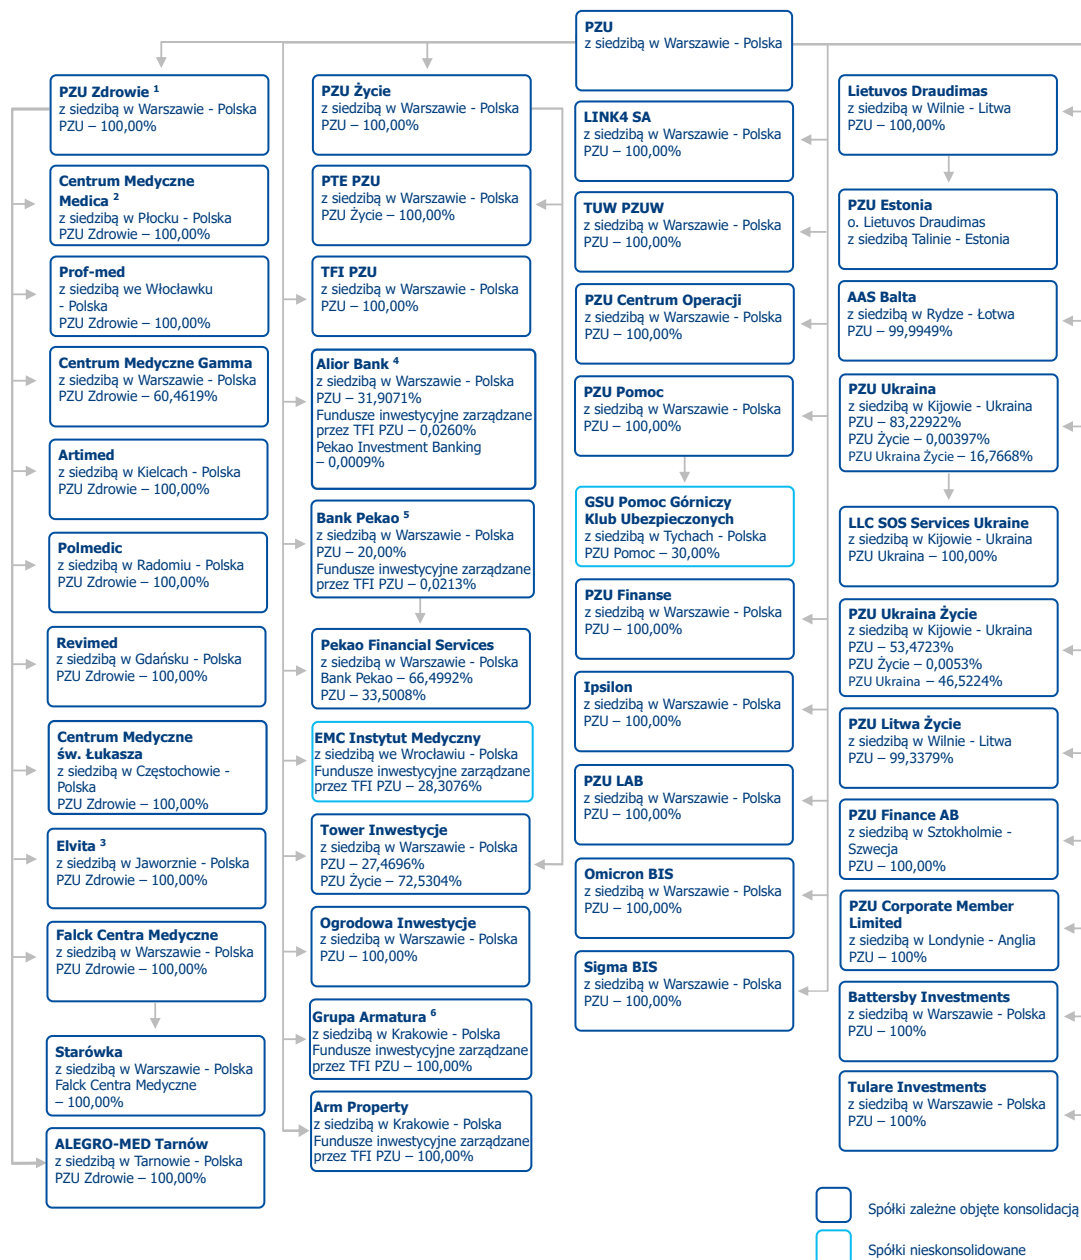 PZU
z siedzibą w Warszawie - Polska
PZU Zdrowie 1
z siedzibą w Warszawie - Polska
PZU – 100,00%
Centrum Medyczne
Medica 2
z siedzibą w Płocku - Polska
PZU Zdrowie – 100,00%
Prof-med
z siedzibą we Włocławku
- Polska
PZU Zdrowie – 100,00%
Centrum Medyczne Gamma
z siedzibą w Warszawie - Polska
PZU Zdrowie – 60,4619%
Artimed
z siedzibą w Kielcach - Polska
PZU Zdrowie – 100,00%
Polmedic
z siedzibą w Radomiu - Polska
PZU Zdrowie – 100,00%
Revimed
z siedzibą w Gdańsku - Polska
PZU Zdrowie – 100,00%
Centrum Medyczne
św. Łukasza
z siedzibą w Częstochowie -
Polska
PZU Zdrowie – 100,00%
Elvita 3
z siedzibą w Jaworznie - Polska
PZU Zdrowie – 100,00%
Falck Centra Medyczne
z siedzibą w Warszawie - Polska
PZU Zdrowie – 100,00%
Starówka
z siedzibą w Warszawie - Polska
Falck Centra Medyczne
– 100,00%
ALEGRO-MED Tarnów
z siedzibą w Tarnowie - Polska
PZU Zdrowie – 100,00%
PZU Życie
z siedzibą w Warszawie - Polska
PZU – 100,00%
PTE PZU
z siedzibą w Warszawie - Polska
PZU Życie – 100,00%
TFI PZU
z siedzibą w Warszawie - Polska
PZU – 100,00%
Alior Bank 4
z siedzibą w Warszawie - Polska
PZU – 31,9071%
Fundusze inwestycyjne zarządzane
przez TFI PZU – 0,0260%
Pekao Investment Banking
– 0,0009%
Bank Pekao 5
z siedzibą w Warszawie - Polska
PZU – 20,00%
Fundusze inwestycyjne zarządzane
przez TFI PZU – 0,0213%
Pekao Financial Services
z siedzibą w Warszawie - Polska
Bank Pekao – 66,4992%
PZU – 33,5008%
EMC Instytut Medyczny
z siedzibą we Wrocławiu - Polska
Fundusze inwestycyjne zarządzane
przez TFI PZU – 28,3076%
Tower Inwestycje
z siedzibą w Warszawie - Polska
PZU – 27,4696%
PZU Życie – 72,5304%
Ogrodowa Inwestycje
z siedzibą w Warszawie - Polska
PZU – 100,00%
Grupa Armatura 6
z siedzibą w Krakowie - Polska
Fundusze inwestycyjne zarządzane
przez TFI PZU – 100,00%
Arm Property
z siedzibą w Krakowie - Polska
Fundusze inwestycyjne zarządzane
przez TFI PZU – 100,00%
LINK4 SA
z siedzibą w Warszawie - Polska
PZU – 100,00%
TUW PZUW
z siedzibą w Warszawie - Polska
PZU – 100,00%
PZU Centrum Operacji
z siedzibą w Warszawie - Polska
PZU – 100,00%
PZU Pomoc
z siedzibą w Warszawie - Polska
PZU – 100,00%
GSU Pomoc Górniczy
Klub Ubezpieczonych
z siedzibą w Tychach - Polska
PZU Pomoc – 30,00%
PZU Finanse
z siedzibą w Warszawie - Polska
PZU – 100,00%
Ipsilon
z siedzibą w Warszawie - Polska
PZU – 100,00%
PZU LAB
z siedzibą w Warszawie - Polska
PZU – 100,00%
Omicron BIS
z siedzibą w Warszawie - Polska
PZU – 100,00%
Sigma BIS
z siedzibą w Warszawie - Polska
PZU – 100,00%
Lietuvos Draudimas
z siedzibą w Wilnie - Litwa
PZU – 100,00%
PZU Estonia
o. Lietuvos Draudimas
z siedzibą Talinie - Estonia
AAS Balta
z siedzibą w Rydze - Łotwa
PZU – 99,9949%
PZU Ukraina
z siedzibą w Kijowie - Ukraina
PZU – 83,22922%
PZU Życie – 0,00397%
PZU Ukraina Życie – 16,7668%
LLC SOS Services Ukraine
z siedzibą w Kijowie - Ukraina
PZU Ukraina – 100,00%
PZU Ukraina Życie
z siedzibą w Kijowie - Ukraina
PZU – 53,4723%
PZU Życie – 0,0053%
PZU Ukraina – 46,5224%
PZU Litwa Życie
z siedzibą w Wilnie - Litwa
PZU – 99,3379%
PZU Finance AB
z siedzibą w Sztokholmie -
Szwecja
PZU – 100,00%
PZU Corporate Member
Limited
z siedzibą w Londynie - Anglia
PZU – 100%
Battersby Investments
z siedzibą w Warszawie - Polska
PZU – 100%
Tulare Investments
z siedzibą w Warszawie - Polska
PZU – 100%
Spółki zależne objęte konsolidacją
Spółki nieskonsolidowane